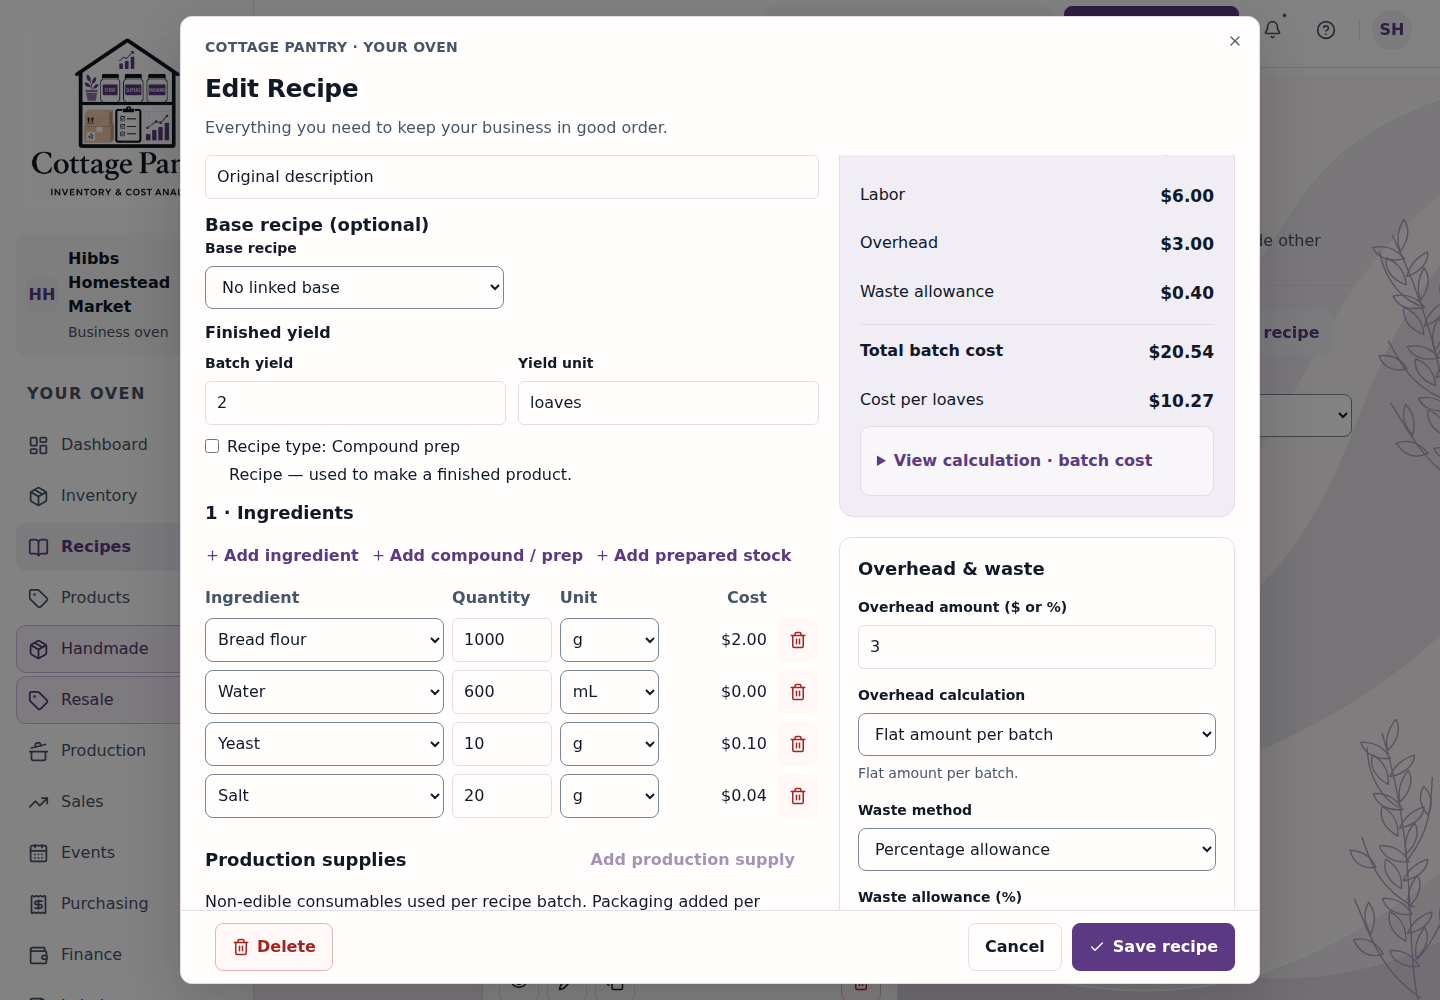 COTTAGE PANTRY · YOUR OVEN
Edit Recipe
Everything you need to keep your business in good order.
Original description
Base recipe (optional)
Base recipe
No linked base
Finished yield
Batch yield
Yield unit
2
loaves
Recipe type: Compound prep
Recipe — used to make a finished product.
1 · Ingredients
+ Add ingredient
+ Add compound / prep
+ Add prepared stock
Ingredient
Quantity
Unit
Cost
Bread flour
1000
g
$2.00
Water
600
mL
$0.00
Yeast
10
g
$0.10
Salt
20
g
$0.04
Production supplies
Add production supply
Non-edible consumables used per recipe batch. Packaging added per
Labor
$6.00
Overhead
$3.00
Waste allowance
$0.40
Total batch cost
$20.54
Cost per loaves
$10.27
View calculation · batch cost
Overhead & waste
Overhead amount ($ or %)
3
Overhead calculation
Flat amount per batch
Flat amount per batch.
Waste method
Percentage allowance
Waste allowance (%)
Delete
Cancel
Save recipe
Cottage Pan
INVENTORY & COST ANAL
HH
Hibbs
Homestead
Market
Business oven
YOUR OVEN
Dashboard
Inventory
Recipes
Products
Handmade
Resale
Production
Sales
Events
Purchasing
Finance
SH
de other
recipe